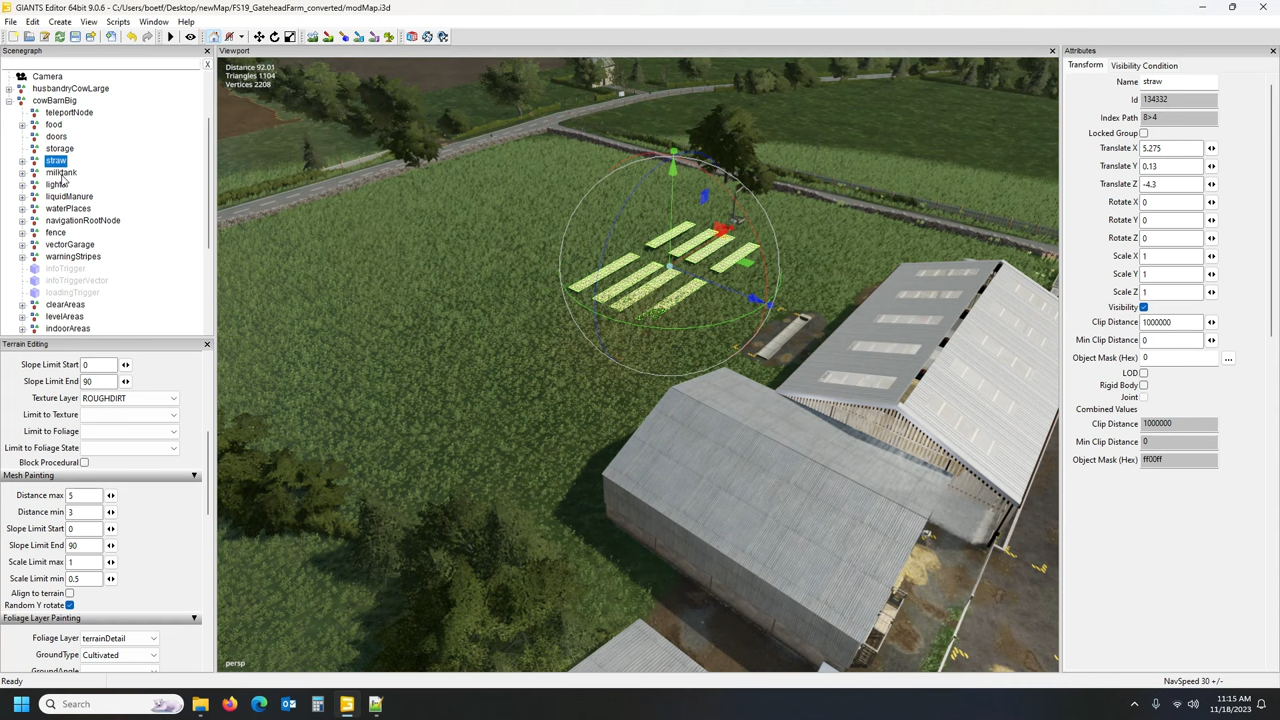 GIANTS Editor 64bit 9.0.6 - C:/Users/boetf/Desktop/newMap/FS19_GateheadFarm_converted/modMap.i3d
File Edit Create View Scripts Window Help
Scenegraph
X
Camera
husbandryCowLarge
cowBarnBig
teleportNode
food
doors
storage
straw
milktank
lights
liquidManure
waterPlaces
navigationRootNode
fence
vectorGarage
warningStripes
infoTrigger
infoTriggerVector
loadingTrigger
clearAreas
levelAreas
indoorAreas
Terrain Editing
Slope Limit Start 0
Slope Limit End 90
Texture Layer ROUGHDIRT
Limit to Texture
Limit to Foliage
Limit to Foliage State
Block Procedural
Mesh Painting
Distance max 5
Distance min 3
Slope Limit Start 0
Slope Limit End 90
Scale Limit max 1
Scale Limit min 0.5
Align to terrain
Random Y rotate
Foliage Layer Painting
Foliage Layer terrainDetail
GroundType Cultivated
GroundAngle
Ready
Viewport
Distance 92.01
Triangles 1104
Vertices 2208
persp
Attributes
Transform Visibility Condition
Name straw
Id 134332
Index Path 8>4
Locked Group
Translate X 5.275
Translate Y 0.13
Translate Z -4.3
Rotate X 0
Rotate Y 0
Rotate Z 0
Scale X 1
Scale Y 1
Scale Z 1
Visibility
Clip Distance 1000000
Min Clip Distance 0
Object Mask (Hex) 0 ...
LOD
Rigid Body
Joint
Combined Values
Clip Distance 1000000
Min Clip Distance 0
Object Mask (Hex) ff00ff
NavSpeed 30 +/-
Search
11:15 AM
11/18/2023